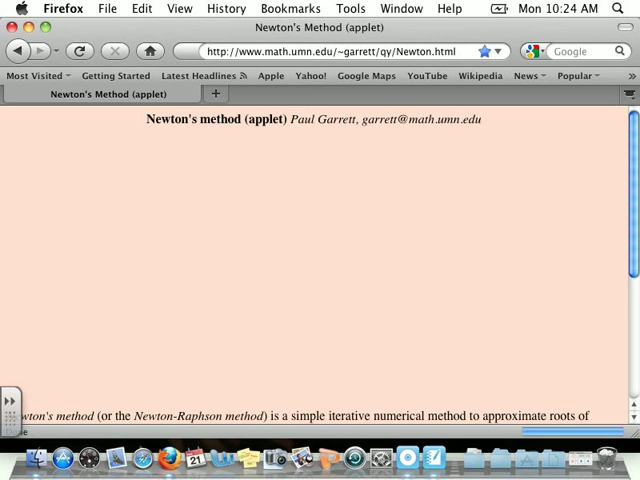 Firefox File Edit View History Bookmarks Tools Window Help Mon 10:24 AM
Newton's Method (applet)
http://www.math.umn.edu/~garrett/qy/Newton.html Google
Most Visited Getting Started Latest Headlines Apple Yahoo! Google Maps YouTube Wikipedia News Popular
Newton's Method (applet)
Newton's method (applet) Paul Garrett, garrett@math.umn.edu
wton's method (or the Newton-Raphson method) is a simple iterative numerical method to approximate roots of
21